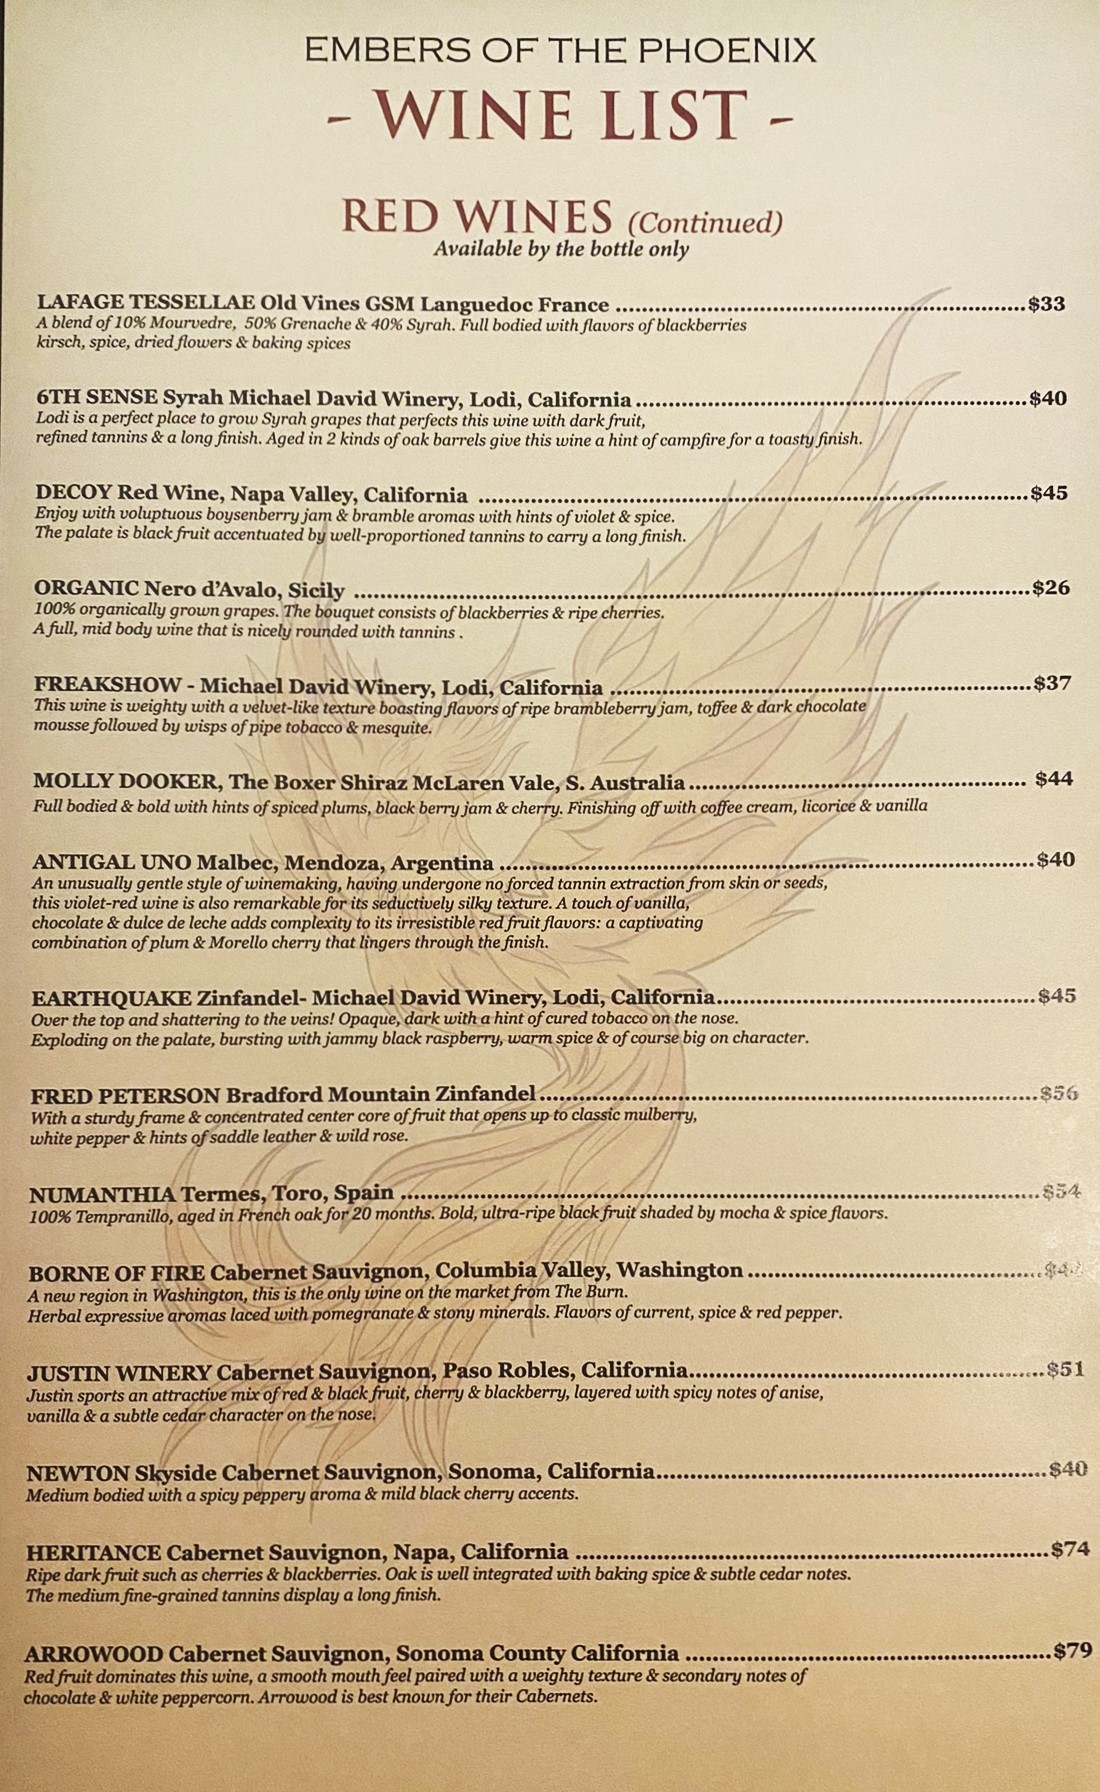 EMBERS OF THE PHOENIX
- WINE LIST -
RED WINES (Continued)
Available by the bottle only
LAFAGE TESSELLAE Old Vines GSM Languedoc France ........................................ $33
A blend of 10% Mourvedre, 50% Grenache & 40% Syrah. Full bodied with flavors of blackberries
kirsch, spice, dried flowers & baking spices
6TH SENSE Syrah Michael David Winery, Lodi, California ........................................ $40
Lodi is a perfect place to grow Syrah grapes that perfects this wine with dark fruit,
refined tannins & a long finish. Aged in 2 kinds of oak barrels give this wine a hint of campfire for a toasty finish.
DECOY Red Wine, Napa Valley, California ........................................ $45
Enjoy with voluptuous boysenberry jam & bramble aromas with hints of violet & spice.
The palate is black fruit accentuated by well-proportioned tannins to carry a long finish.
ORGANIC Nero d'Avalo, Sicily ........................................ $26
100% organically grown grapes. The bouquet consists of blackberries & ripe cherries.
A full, mid body wine that is nicely rounded with tannins .
FREAKSHOW - Michael David Winery, Lodi, California ........................................ $37
This wine is weighty with a velvet-like texture boasting flavors of ripe brambleberry jam, toffee & dark chocolate
mousse followed by wisps of pipe tobacco & mesquite.
MOLLY DOOKER, The Boxer Shiraz McLaren Vale, S. Australia ........................................ $44
Full bodied & bold with hints of spiced plums, black berry jam & cherry. Finishing off with coffee cream, licorice & vanilla
ANTIGAL UNO Malbec, Mendoza, Argentina ........................................ $40
An unusually gentle style of winemaking, having undergone no forced tannin extraction from skin or seeds,
this violet-red wine is also remarkable for its seductively silky texture. A touch of vanilla,
chocolate & dulce de leche adds complexity to its irresistible red fruit flavors: a captivating
combination of plum & Morello cherry that lingers through the finish.
EARTHQUAKE Zinfandel- Michael David Winery, Lodi, California ........................................ $45
Over the top and shattering to the veins! Opaque, dark with a hint of cured tobacco on the nose.
Exploding on the palate, bursting with jammy black raspberry, warm spice & of course big on character.
FRED PETERSON Bradford Mountain Zinfandel ........................................ $56
With a sturdy frame & concentrated center core of fruit that opens up to classic mulberry,
white pepper & hints of saddle leather & wild rose.
NUMANTHIA Termes, Toro, Spain ........................................ $54
100% Tempranillo, aged in French oak for 20 months. Bold, ultra-ripe black fruit shaded by mocha & spice flavors.
BORNE OF FIRE Cabernet Sauvignon, Columbia Valley, Washington ........................................
A new region in Washington, this is the only wine on the market from The Burn.
Herbal expressive aromas laced with pomegranate & stony minerals. Flavors of current, spice & red pepper.
JUSTIN WINERY Cabernet Sauvignon, Paso Robles, California ........................................ $51
Justin sports an attractive mix of red & black fruit, cherry & blackberry, layered with spicy notes of anise,
vanilla & a subtle cedar character on the nose.
NEWTON Skyside Cabernet Sauvignon, Sonoma, California ........................................ $40
Medium bodied with a spicy peppery aroma & mild black cherry accents.
HERITANCE Cabernet Sauvignon, Napa, California ........................................ $74
Ripe dark fruit such as cherries & blackberries. Oak is well integrated with baking spice & subtle cedar notes.
The medium fine-grained tannins display a long finish.
ARROWOOD Cabernet Sauvignon, Sonoma County California ........................................ $79
Red fruit dominates this wine, a smooth mouth feel paired with a weighty texture & secondary notes of
chocolate & white peppercorn. Arrowood is best known for their Cabernets.